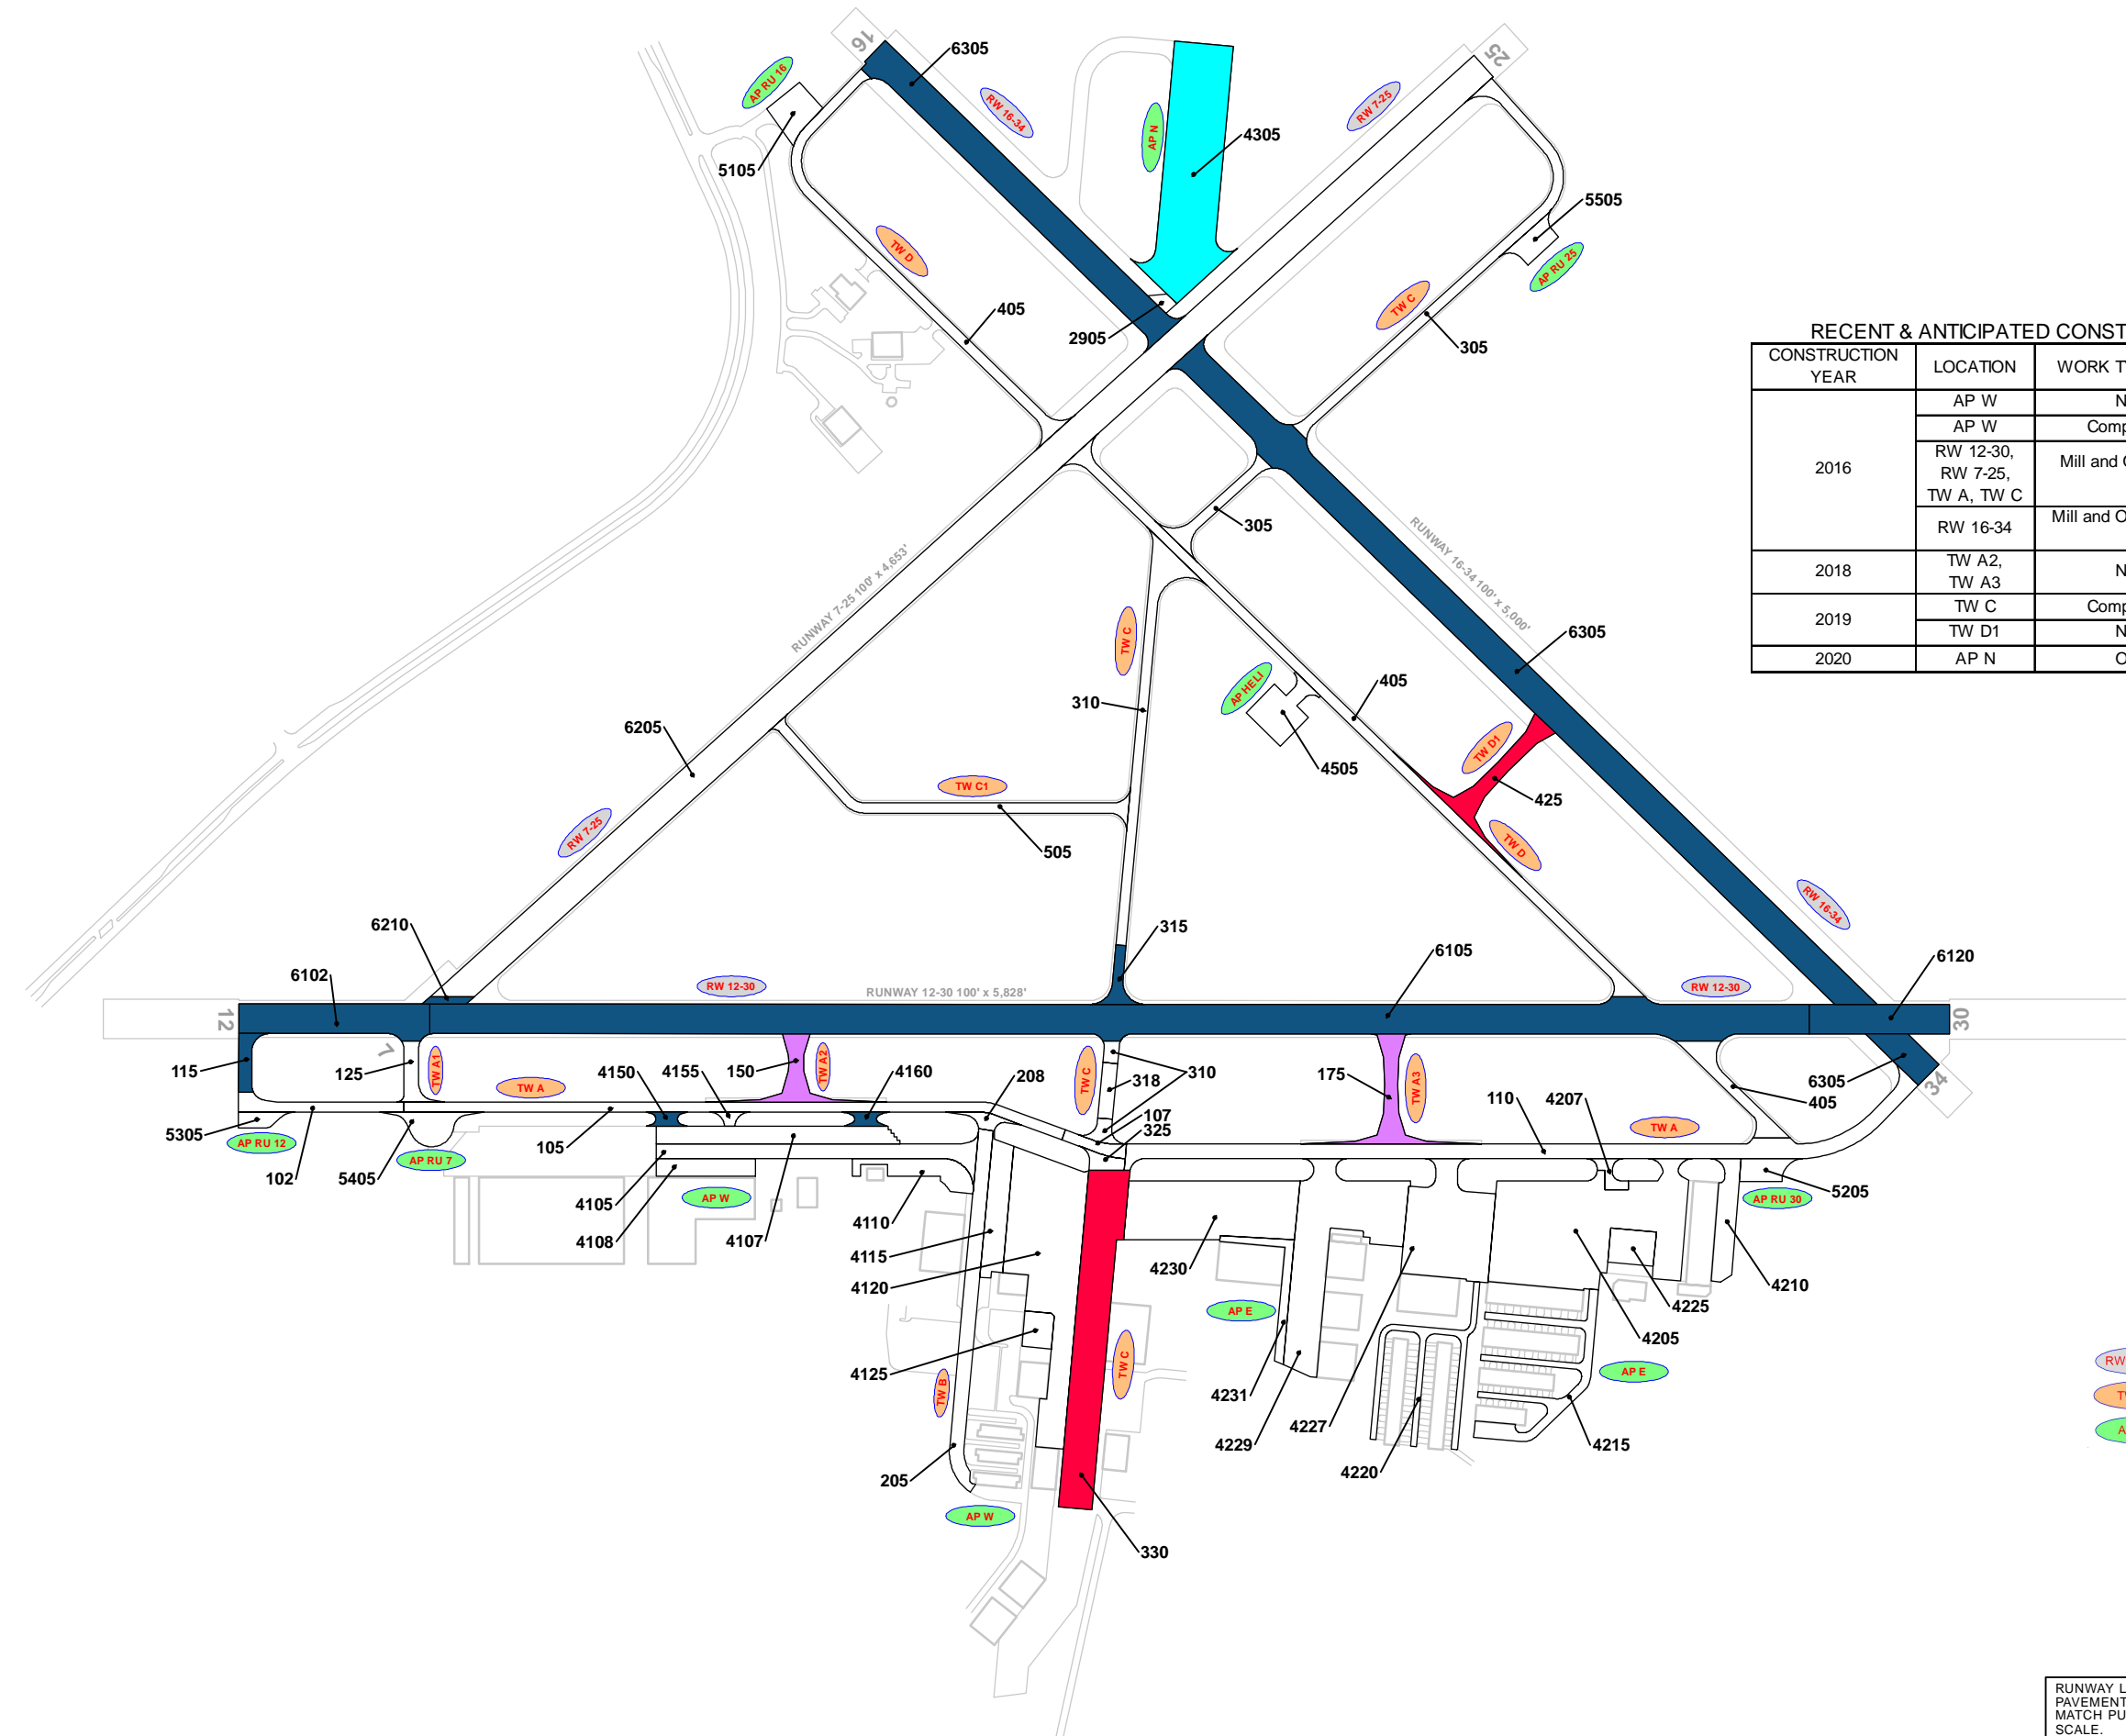 16
6305
25
AP RU 16
RW 16-34
RW 7-25
AP N
4305
5105
5505
TW D
AP RU 25
405
TW C
2905
305
RECENT & ANTICIPATED CONST
CONSTRUCTION YEAR
LOCATION
WORK T
2016
AP W
N
AP W
Comp
RW 12-30,
RW 7-25,
TW A, TW C
Mill and
RW 16-34
Mill and O
2018
TW A2,
TW A3
N
2019
TW C
Comp
TW D1
N
2020
AP N
O
305
RUNWAY 7-25 100' x 4,653'
RUNWAY 16-34 100' x 5,000'
TW C
6305
AP HELI
405
310
6205
TW D1
4505
TW C1
425
RW 7-25
TW D
505
6210
RW 16-34
315
6105
6120
6102
RW 12-30
RUNWAY 12-30 100' x 5,828'
RW 12-30
12
30
7
115
125
TW A1
TW A
4150
4155
150
TW A2
4160
208
TW C
310
318
175
TW A3
110
4207
6305
34
405
107
325
5305
AP RU 12
102
5405
AP RU 7
105
TW A
4105
AP W
4108
4107
4110
4115
4120
4230
5205
AP RU 30
4210
4225
4205
AP E
4125
TW C
4231
4229
4227
4220
AP E
4215
TW B
205
AP W
330
RW
T
A
RUNWAY L
PAVEMENT
MATCH PU
SCALE.